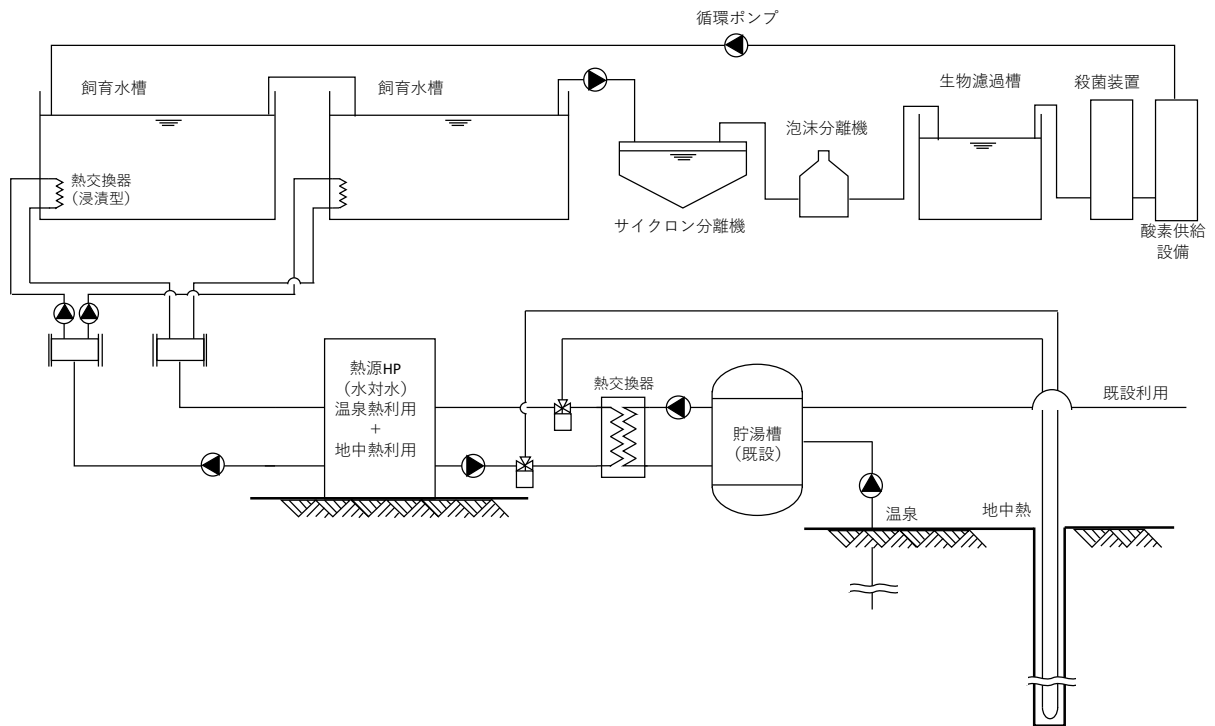 循環ポンプ
飼育水槽
飼育水槽
生物濾過槽
殺菌装置
泡沫分離機
熱交換器
（浸漬型）
サイクロン分離機
酸素供給
設備
熱源HP
（水対水）
温泉熱利用
+
地中熱利用
熱交換器
貯湯槽
（既設）
既設利用
温泉
地中熱